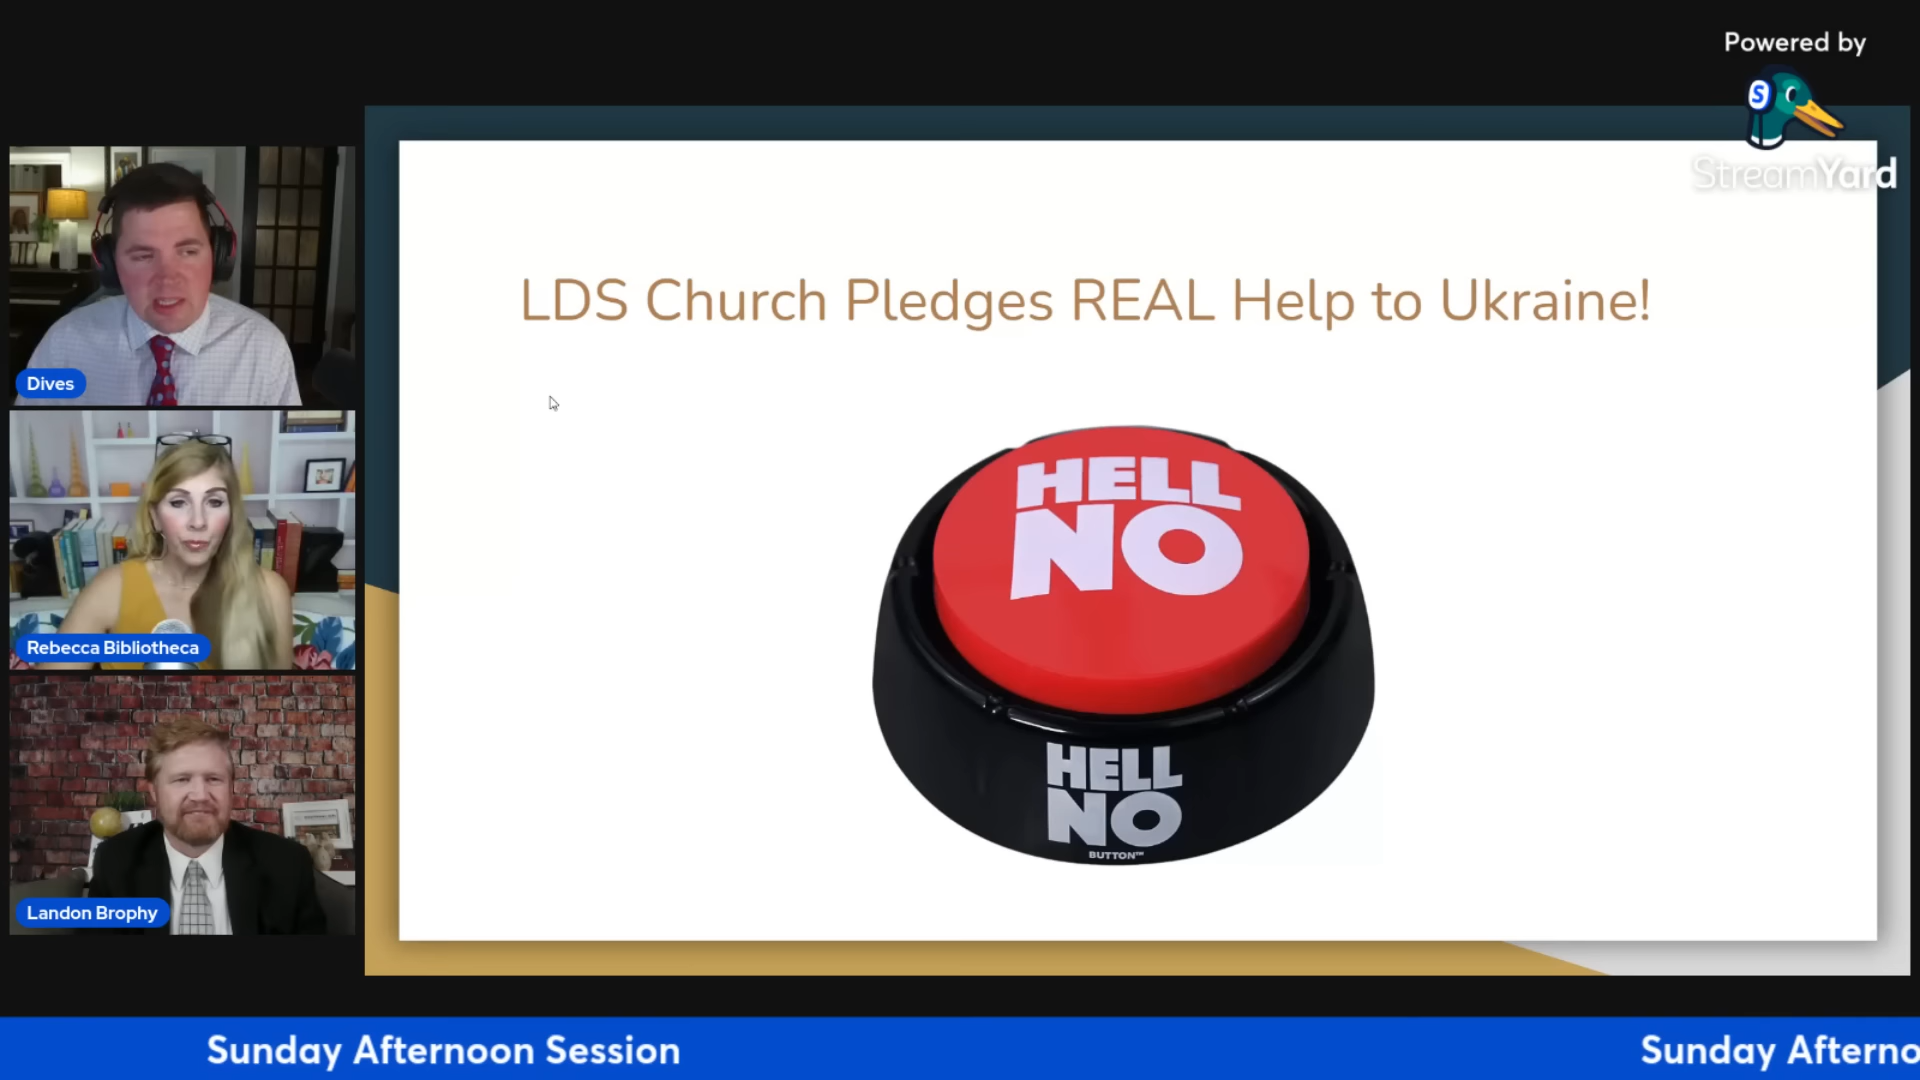 Powered by
S
StreamYard
LDS Church Pledges REAL Help to Ukraine!
HELL
NO
HELL
NO
BUTTON™
Dives
Rebecca Bibliotheca
Landon Brophy
Sunday Afternoon Session
Sunday Afterno